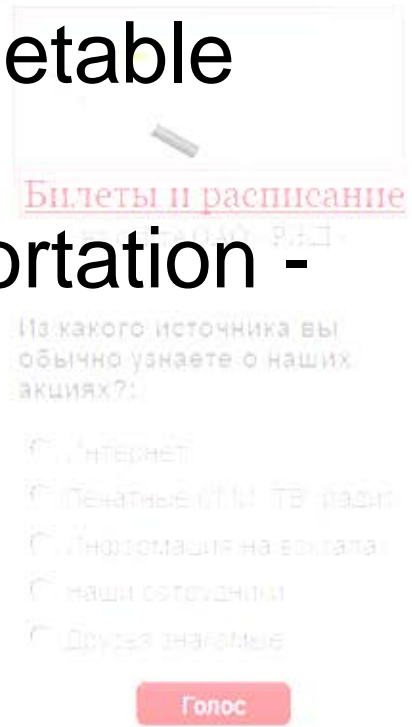 etable
Билеты и расписание
ortation -
Из какого источника вы
обычно узнаете о наших
акциях?:
Интернет
Печатные СМИ, ТВ, радио
Информация на вокзалах
Наши сотрудники
Друзья знакомые
Голос